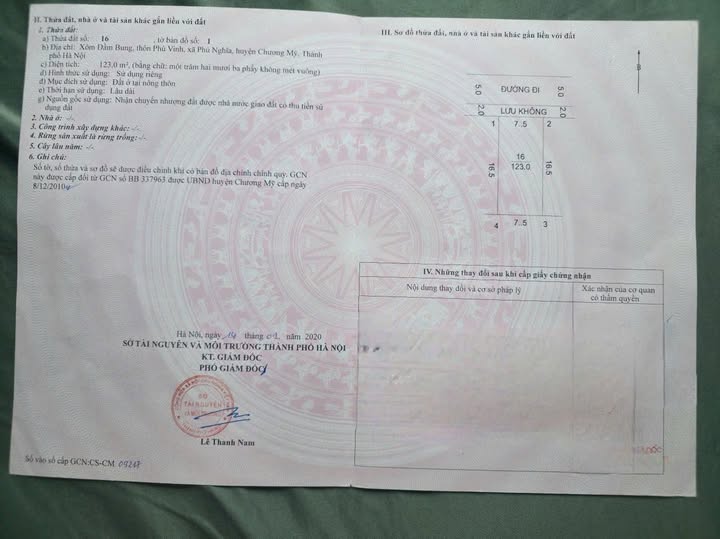 II. Thửa đất, nhà ở và tài sản khác gắn liền với đất
1. Thửa đất:
a) Thửa đất số: 16 , tờ bản đồ số: 1
b) Địa chỉ: Xóm Đầm Bung, thôn Phú Vinh, xã Phú Nghĩa, huyện Chương Mỹ, Thành
phố Hà Nội
c) Diện tích: 123.0 m², (bằng chữ: một trăm hai mươi ba phẩy không mét vuông)
d) Hình thức sử dụng: Sử dụng riêng
đ) Mục đích sử dụng: Đất ở tại nông thôn
e) Thời hạn sử dụng: Lâu dài
g) Nguồn gốc sử dụng: Nhận chuyển nhượng đất được nhà nước giao đất có thu tiền sử
dụng đất
2. Nhà ở: -/-
3. Công trình xây dựng khác: -/-
4. Rừng sản xuất là rừng trồng: -/-
5. Cây lâu năm: -/-
6. Ghi chú:
Số tờ, số thửa và sơ đồ sẽ được điều chỉnh khi có bản đồ địa chính chính quy. GCN
này được cấp đổi từ GCN số BB 337963 được UBND huyện Chương Mỹ cấp ngày
8/12/2010
Hà Nội, ngày 14 tháng 02 năm 2020
SỞ TÀI NGUYÊN VÀ MÔI TRƯỜNG THÀNH PHỐ HÀ NỘI
KT. GIÁM ĐỐC
PHÓ GIÁM ĐỐC
SỞ
TÀI NGUYÊN
Lê Thanh Nam
Số vào sổ cấp GCN:CS-CM 09217
III. Sơ đồ thửa đất, nhà ở và tài sản khác gắn liền với đất
B
5.0 ĐƯỜNG ĐI 5.0
2.0 LƯU KHÔNG 2.0
1 7.5 2
16.5 16 16.5
123.0
4 7.5 3
IV. Những thay đổi sau khi cấp giấy chứng nhận
Nội dung thay đổi và cơ sở pháp lý
Xác nhận của cơ quan
có thẩm quyền